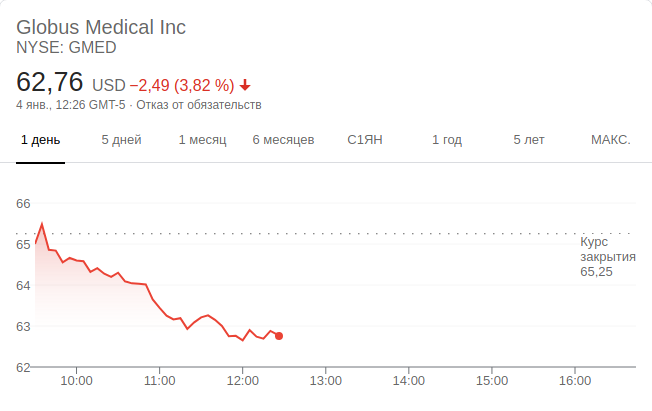 Globus Medical Inc
NYSE: GMED
62,76 USD −2,49 (3,82 %)
4 янв., 12:26 GMT-5 · Отказ от обязательств
1 день 5 дней 1 месяц 6 месяцев С1ЯН 1 год 5 лет МАКС.
66
65
64
63
62
Курс
закрытия
65,25
10:00 11:00 12:00 13:00 14:00 15:00 16:00